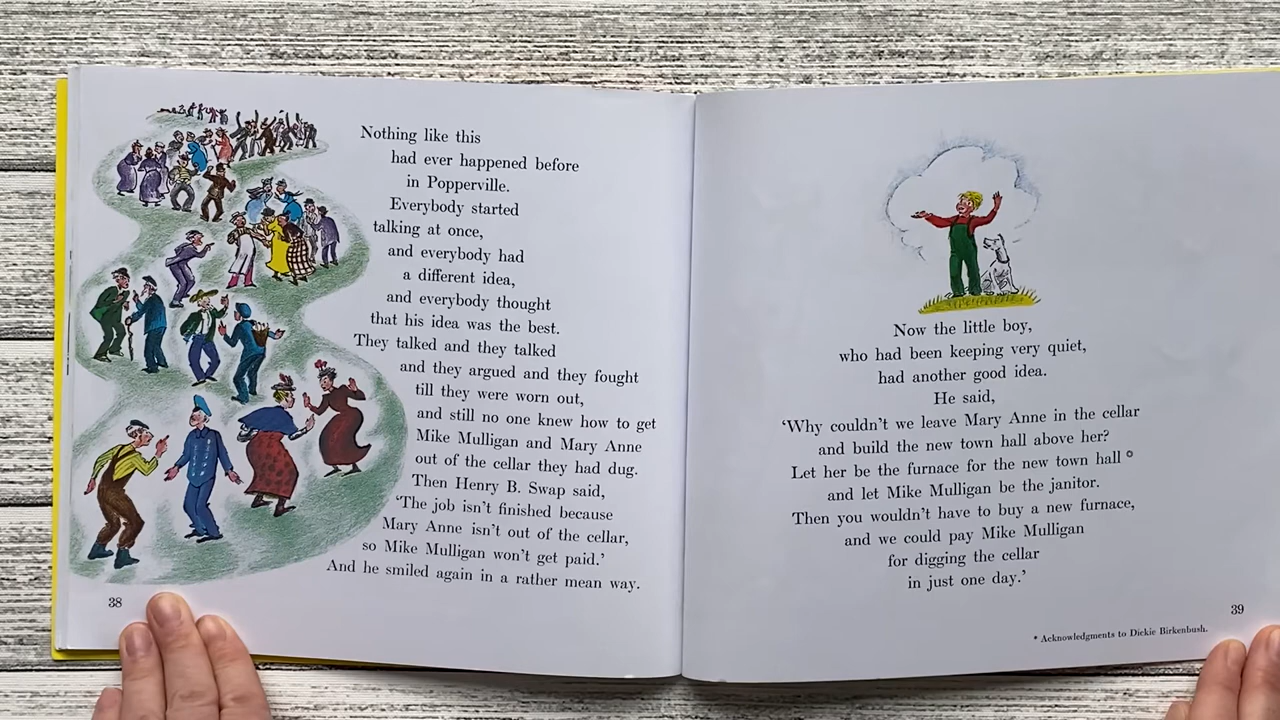 Nothing like this
had ever happened before
in Popperville.
Everybody started
talking at once,
and everybody had
a different idea,
and everybody thought
that his idea was the best.
They talked and they talked
and they argued and they fought
till they were worn out,
and still no one knew how to get
Mike Mulligan and Mary Anne
out of the cellar they had dug.
Then Henry B. Swap said,
‘The job isn’t finished because
Mary Anne isn’t out of the cellar,
so Mike Mulligan won’t get paid.’
And he smiled again in a rather mean way.
38
Now the little boy,
who had been keeping very quiet,
had another good idea.
He said,
‘Why couldn’t we leave Mary Anne in the cellar
and build the new town hall above her?
Let her be the furnace for the new town hall *
and let Mike Mulligan be the janitor.
Then you wouldn’t have to buy a new furnace,
and we could pay Mike Mulligan
for digging the cellar
in just one day.’
39
* Acknowledgments to Dickie Birkenbush.